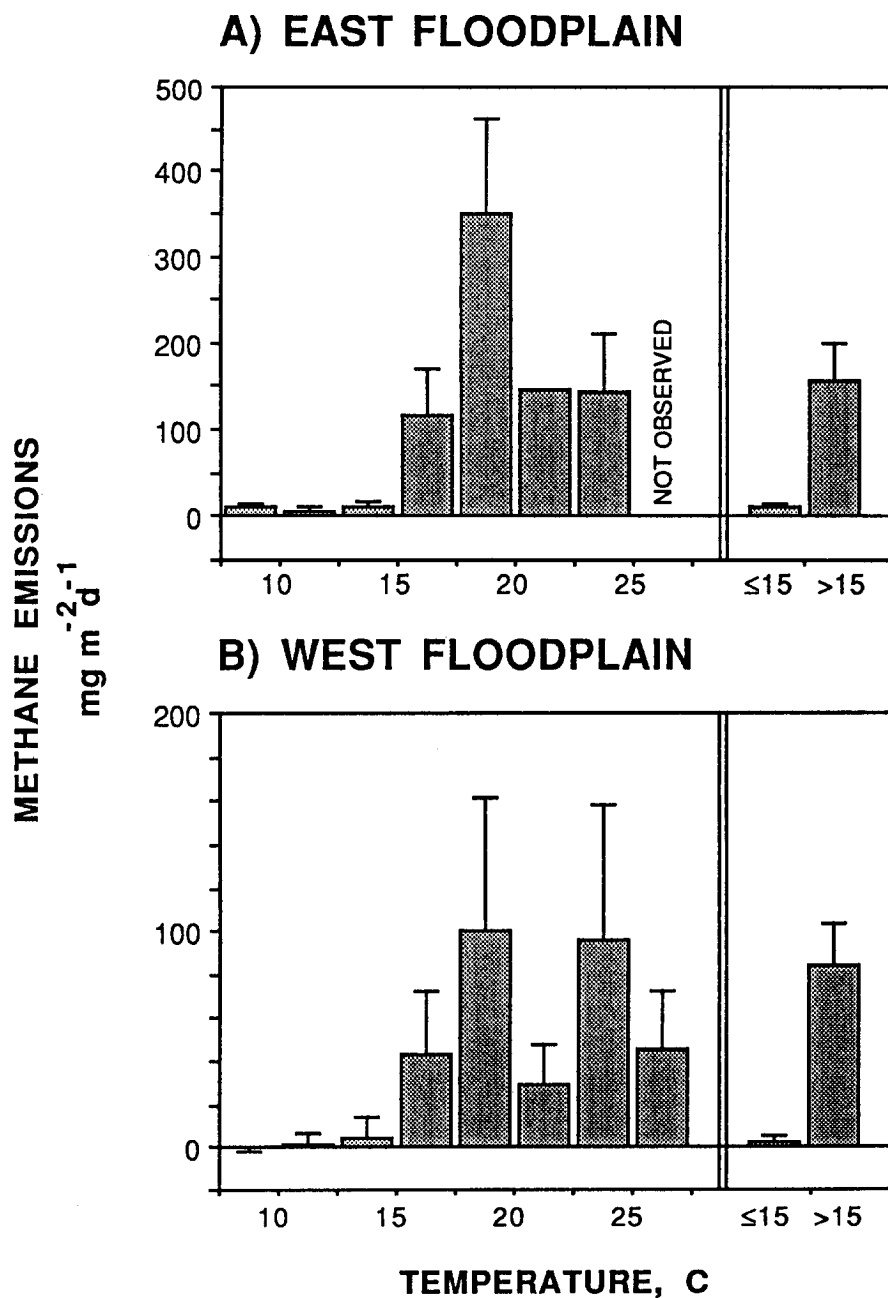 A) EAST FLOODPLAIN
500
400
300
200
100
0
NOT OBSERVED
10 15 20 25 ≤15 >15
METHANE EMISSIONS
mg m-2d-1
B) WEST FLOODPLAIN
200
100
0
10 15 20 25 ≤15 >15
TEMPERATURE, C